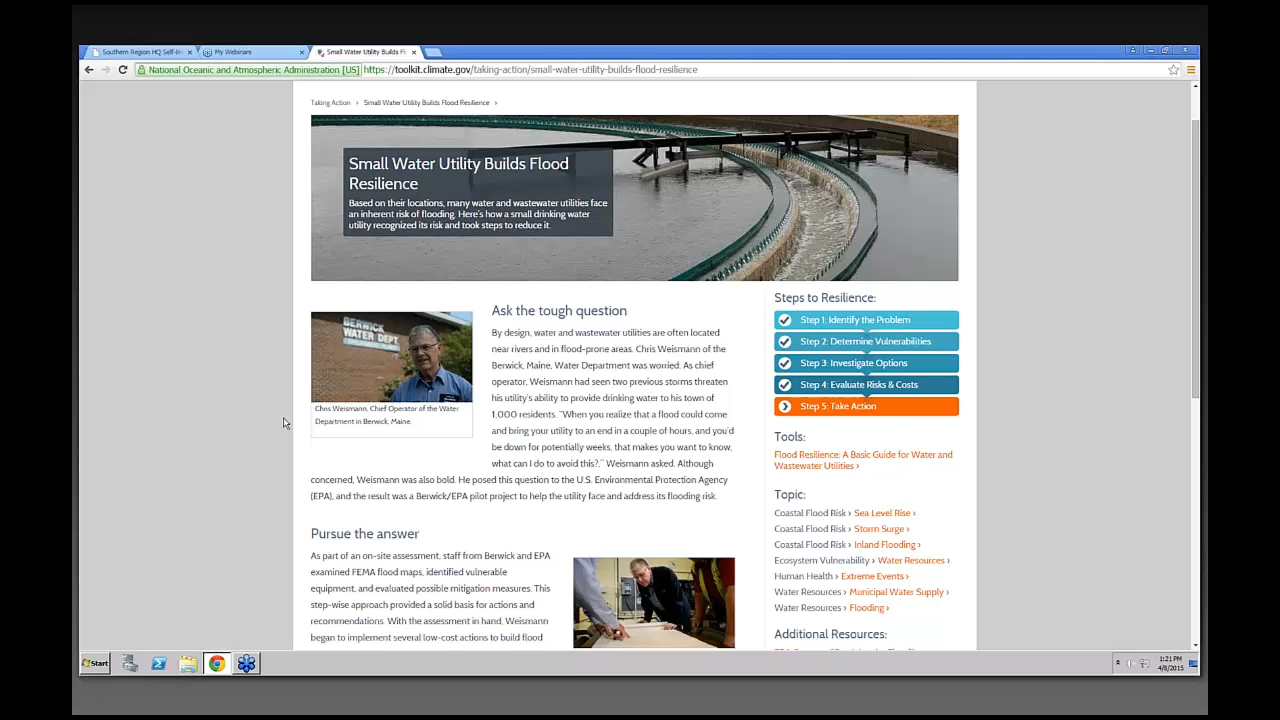 Southern Region HQ Self-Br
My Webinars
Small Water Utility Builds Fl
National Oceanic and Atmospheric Administration [US]
https://toolkit.climate.gov/taking-action/small-water-utility-builds-flood-resilience
Taking Action › Small Water Utility Builds Flood Resilience ›
Small Water Utility Builds Flood
Resilience
Based on their locations, many water and wastewater utilities face
an inherent risk of flooding. Here's how a small drinking water
utility recognized its risk and took steps to reduce it.
BERWICK
WATER DEPT.
Chris Weismann, Chief Operator of the Water
Department in Berwick, Maine.
Ask the tough question
By design, water and wastewater utilities are often located
near rivers and in flood-prone areas. Chris Weismann of the
Berwick, Maine, Water Department was worried. As chief
operator, Weismann had seen two previous storms threaten
his utility's ability to provide drinking water to his town of
1,000 residents. "When you realize that a flood could come
and bring your utility to an end in a couple of hours, and you'd
be down for potentially weeks, that makes you want to know,
what can I do to avoid this?," Weismann asked. Although
concerned, Weismann was also bold. He posed this question to the U.S. Environmental Protection Agency
(EPA), and the result was a Berwick/EPA pilot project to help the utility face and address its flooding risk.
Pursue the answer
As part of an on-site assessment, staff from Berwick and EPA
examined FEMA flood maps, identified vulnerable
equipment, and evaluated possible mitigation measures. This
step-wise approach provided a solid basis for actions and
recommendations. With the assessment in hand, Weismann
began to implement several low-cost actions to build flood
Steps to Resilience:
Step 1: Identify the Problem
Step 2: Determine Vulnerabilities
Step 3: Investigate Options
Step 4: Evaluate Risks & Costs
Step 5: Take Action
Tools:
Flood Resilience: A Basic Guide for Water and
Wastewater Utilities ›
Topic:
Coastal Flood Risk › Sea Level Rise ›
Coastal Flood Risk › Storm Surge ›
Coastal Flood Risk › Inland Flooding ›
Ecosystem Vulnerability › Water Resources ›
Human Health › Extreme Events ›
Water Resources › Municipal Water Supply ›
Water Resources › Flooding ›
Additional Resources:
Start
1:21 PM
4/8/2015